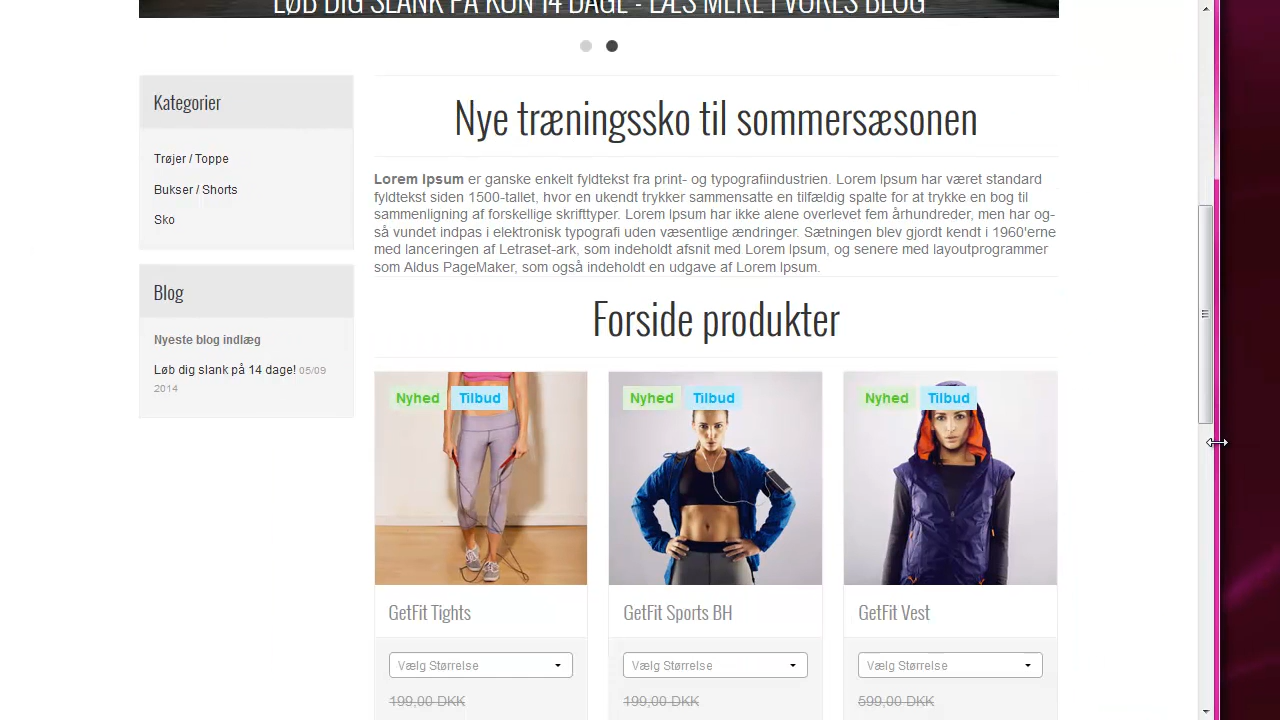 LØB DIG SLANK PÅ KUN 14 DAGE - LÆS MERE I VORES BLOG
Kategorier
Trøjer / Toppe
Bukser / Shorts
Sko
Blog
Nyeste blog indlæg
Løb dig slank på 14 dage! 05/09
2014
Nye træningssko til sommersæsonen
Lorem Ipsum er ganske enkelt fyldtekst fra print- og typografiindustrien. Lorem Ipsum har været standard
fyldtekst siden 1500-tallet, hvor en ukendt trykker sammensatte en tilfældig spalte for at trykke en bog til
sammenligning af forskellige skrifttyper. Lorem Ipsum har ikke alene overlevet fem århundreder, men har og-
så vundet indpas i elektronisk typografi uden væsentlige ændringer. Sætningen blev gjordt kendt i 1960'erne
med lanceringen af Letraset-ark, som indeholdt afsnit med Lorem Ipsum, og senere med layoutprogrammer
som Aldus PageMaker, som også indeholdt en udgave af Lorem Ipsum.
Forside produkter
Nyhed Tilbud
Nyhed Tilbud
Nyhed Tilbud
GetFit Tights
GetFit Sports BH
GetFit Vest
Vælg Størrelse
Vælg Størrelse
Vælg Størrelse
199,00 DKK
199,00 DKK
599,00 DKK